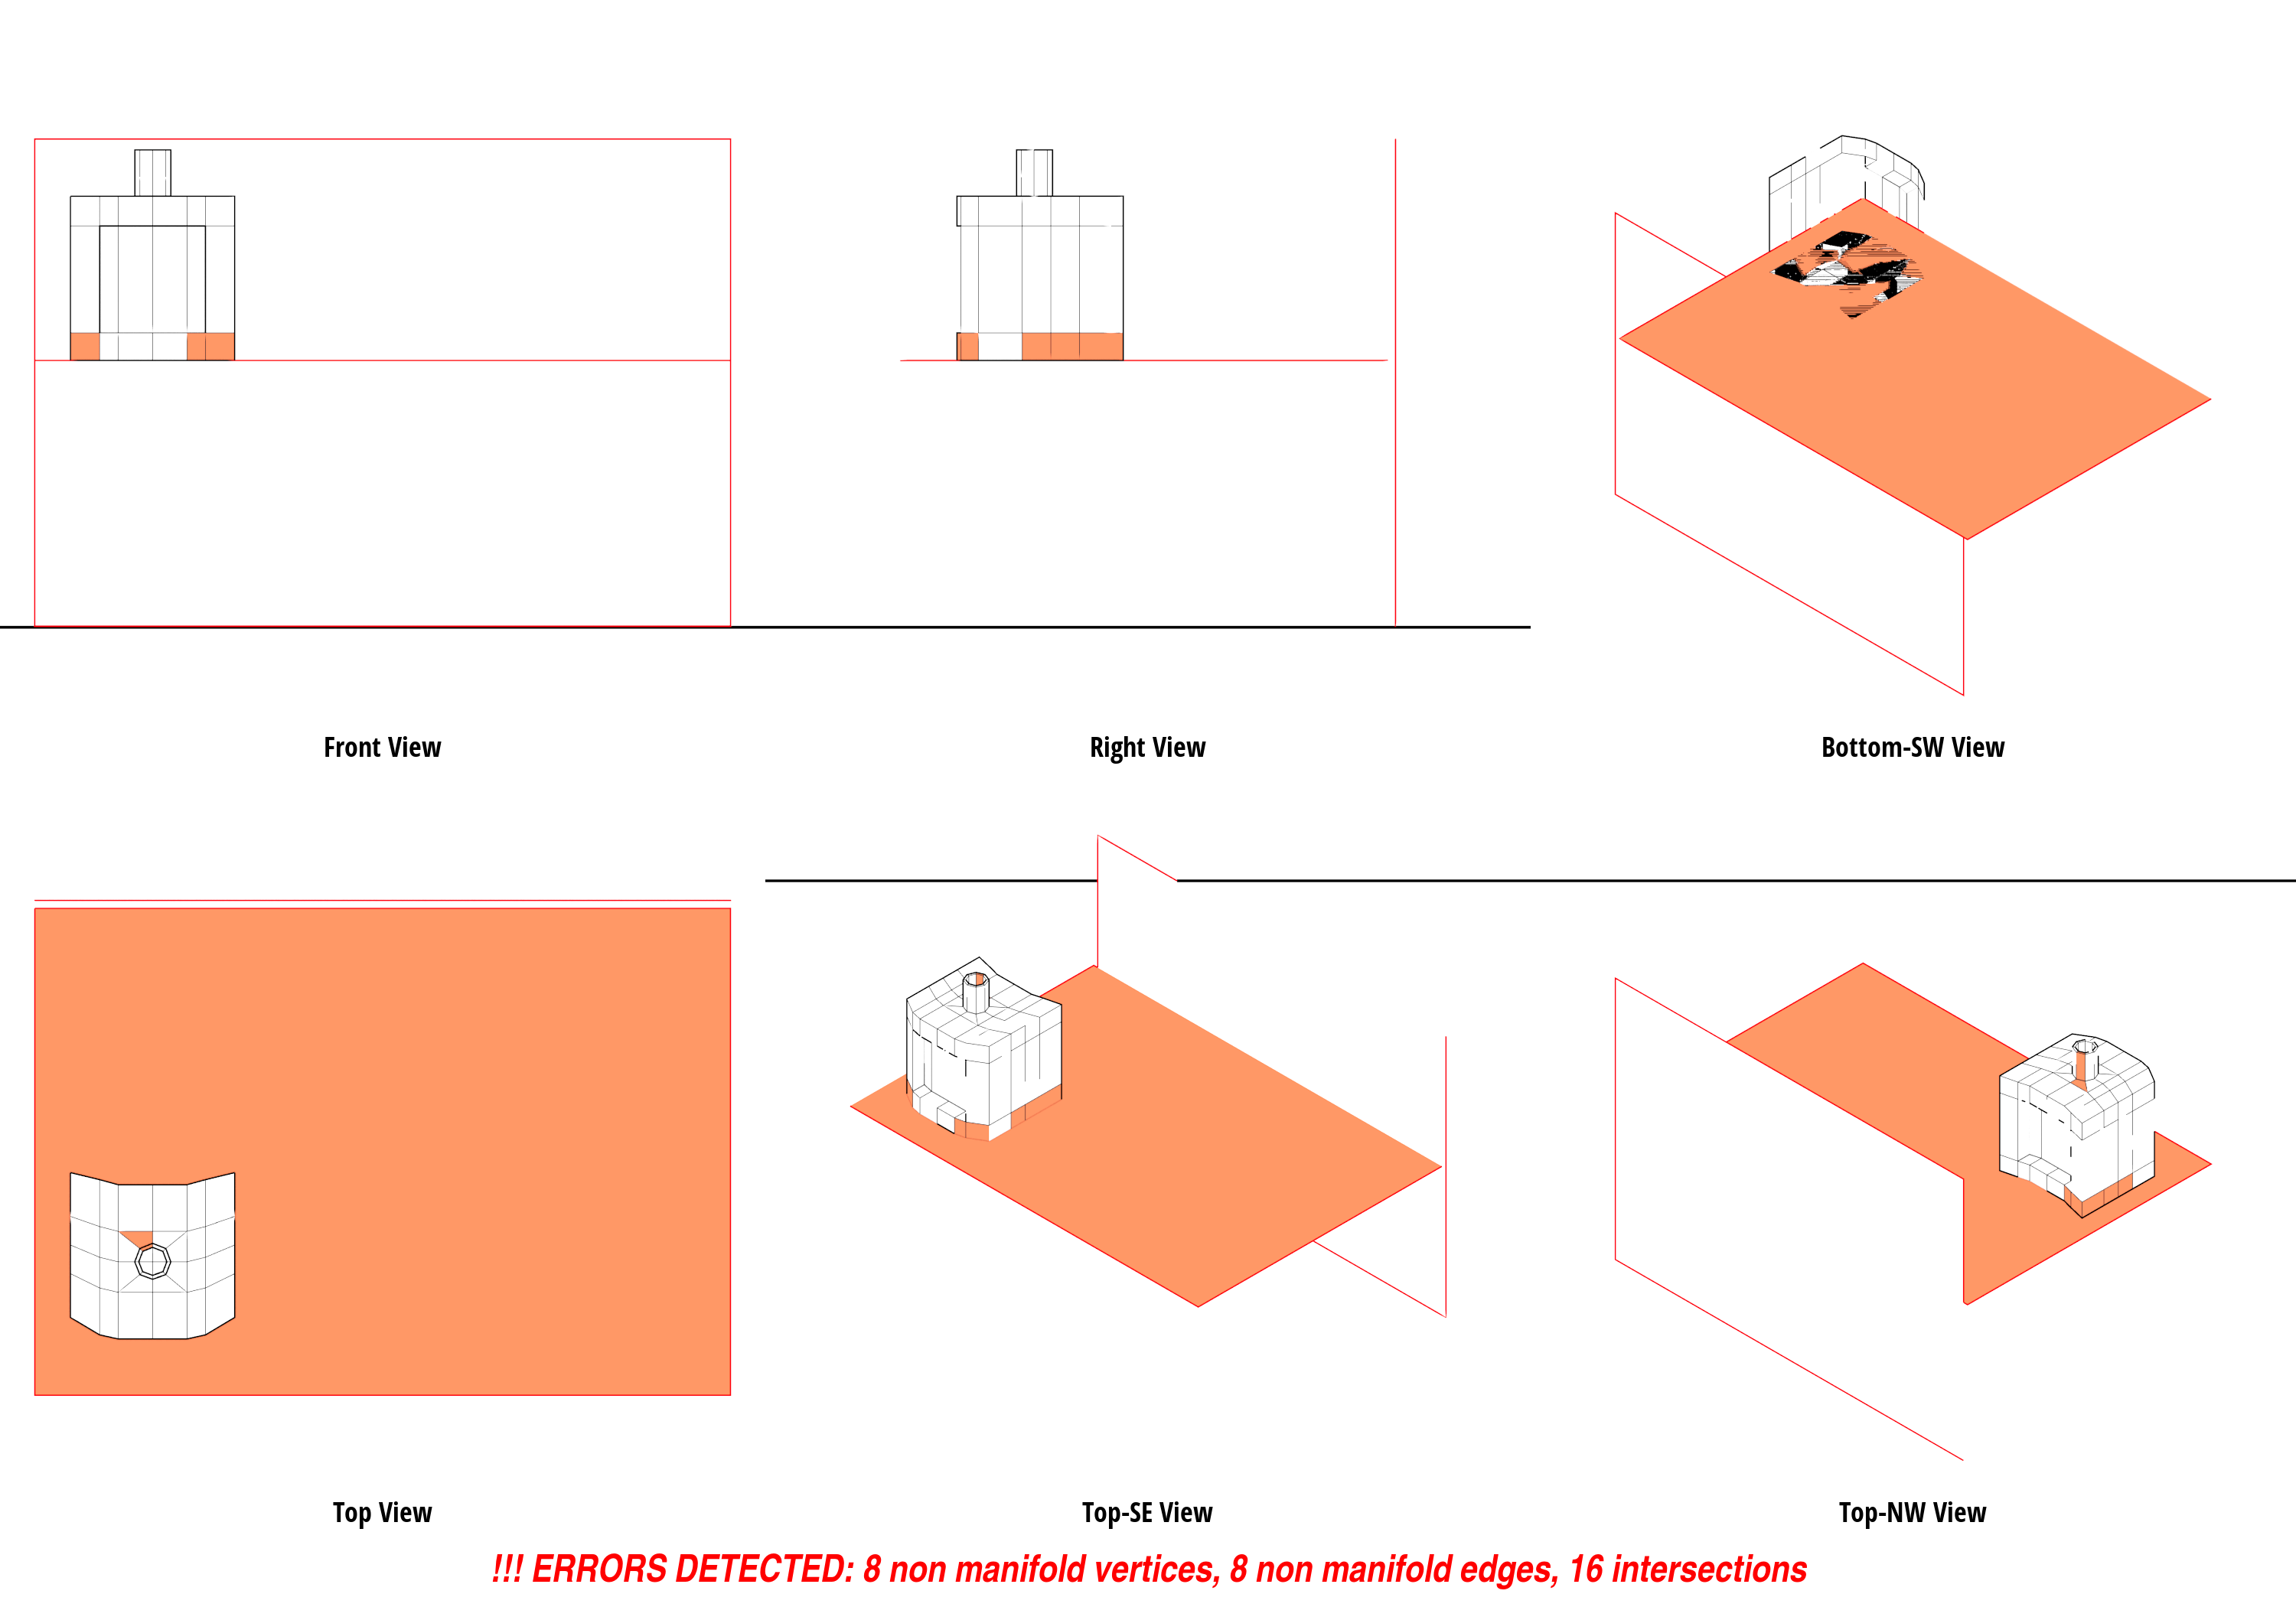 Front View
Right View
Bottom-SW View
Top View
Top-SE View
Top-NW View
!!! ERRORS DETECTED: 8 non manifold vertices, 8 non manifold edges, 16 intersections